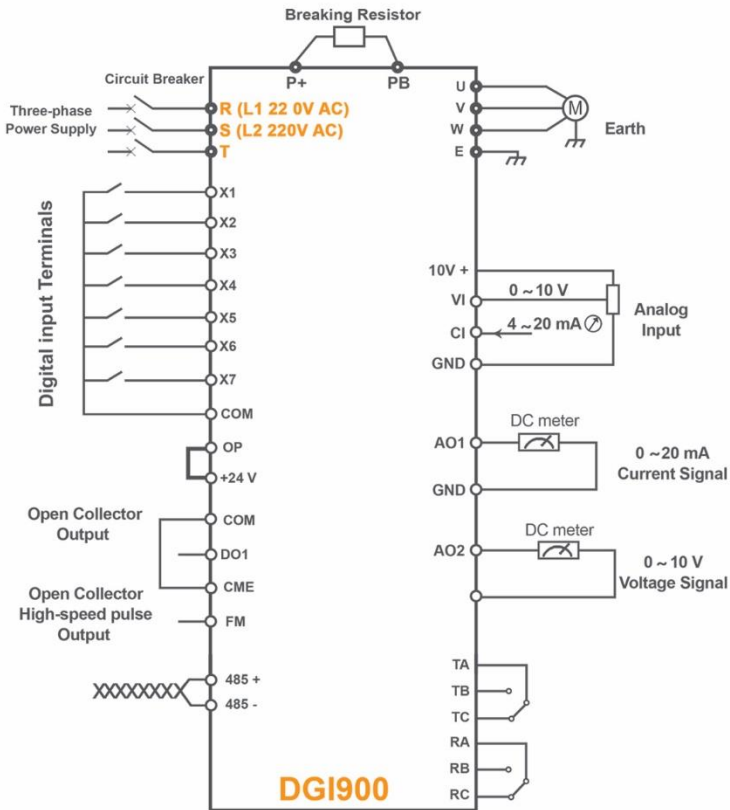 Breaking Resistor
P+
PB
Circuit Breaker
Three-phase
Power Supply
R (L1 22 0V AC)
S (L2 220V AC)
T
U
V
W
E
M
Earth
Digital input Terminals
X1
X2
X3
X4
X5
X6
X7
COM
OP
+24 V
Open Collector
Output
COM
DO1
CME
Open Collector
High-speed pulse
Output
FM
485 +
485 -
10V +
VI
0 ~ 10 V
CI
4 ~ 20 mA
GND
Analog
Input
DC meter
AO1
GND
0 ~20 mA
Current Signal
DC meter
AO2
0 ~ 10 V
Voltage Signal
TA
TB
TC
RA
RB
RC
DGI900